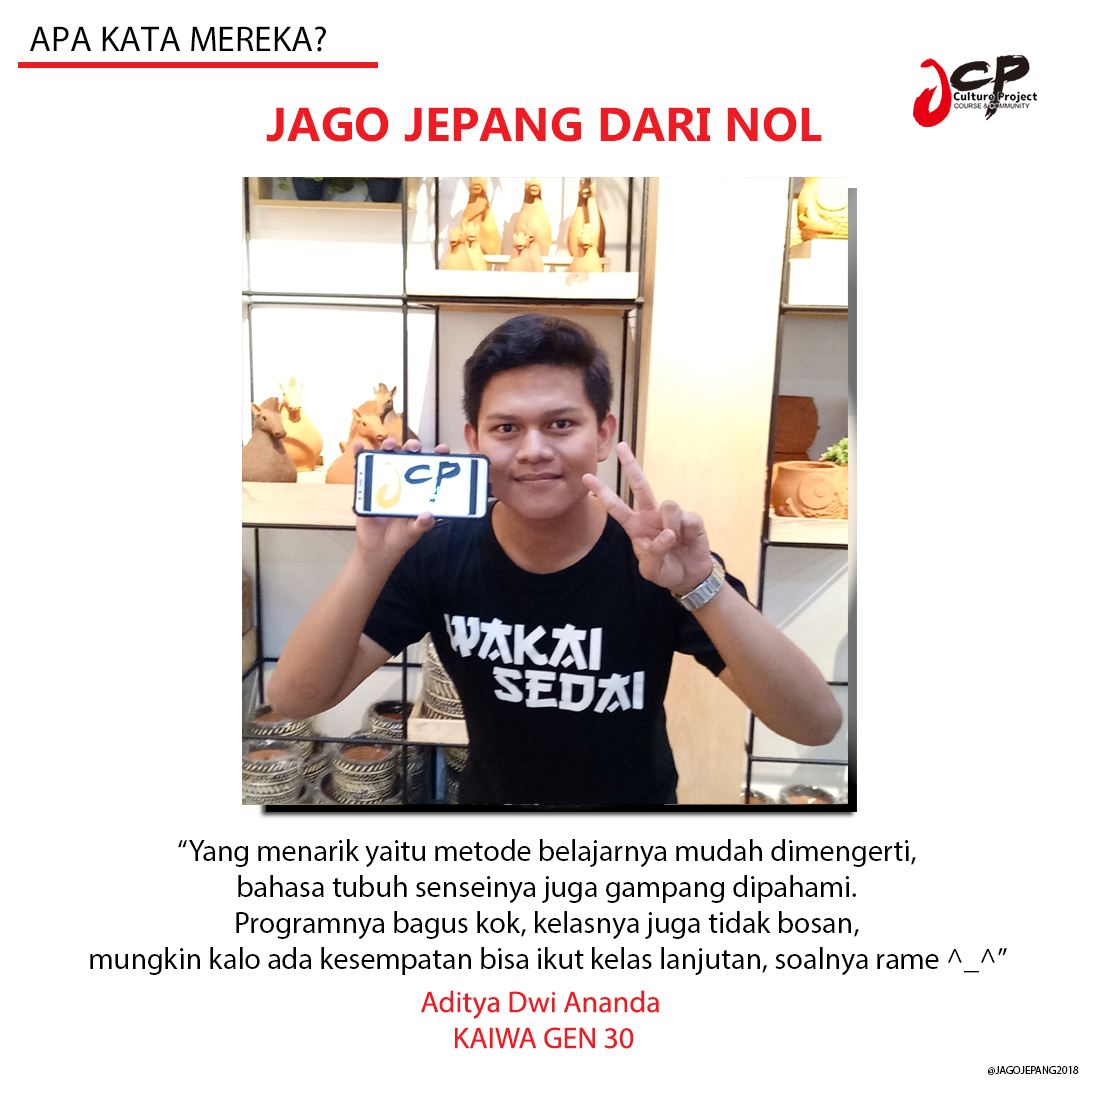 APA KATA MEREKA?
JCP
Culture Project
COURSE & COMMUNITY
JAGO JEPANG DARI NOL
JCP
WAKAI
SEDAI
“Yang menarik yaitu metode belajarnya mudah dimengerti,
bahasa tubuh senseinya juga gampang dipahami.
Programnya bagus kok, kelasnya juga tidak bosan,
mungkin kalo ada kesempatan bisa ikut kelas lanjutan, soalnya rame ^_^”
Aditya Dwi Ananda
KAIWA GEN 30
@JAGOJEPANG2018